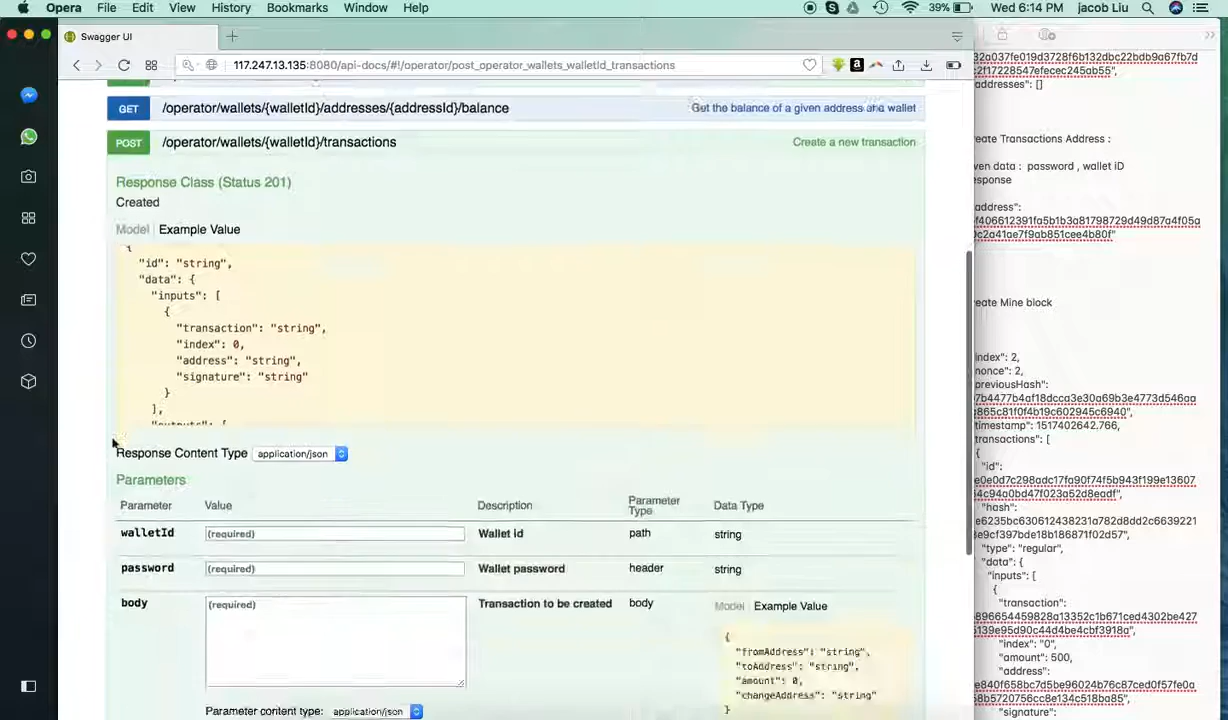 Opera File Edit View History Bookmarks Window Help 39% Wed 6:14 PM jacob Liu
Swagger UI
117.247.13.135:8080/api-docs/#!/operator/post_operator_wallets_walletId_transactions
GET /operator/wallets/{walletId}/addresses/{addressId}/balance Get the balance of a given address and wallet
POST /operator/wallets/{walletId}/transactions Create a new transaction
Response Class (Status 201)
Created
Model Example Value
{
"id": "string",
"data": {
"inputs": [
{
"transaction": "string",
"index": 0,
"address": "string",
"signature": "string"
}
],
"outputs": [
Response Content Type application/json
Parameters
Parameter Value Description Parameter Type Data Type
walletId (required) Wallet id path string
password (required) Wallet password header string
body (required) Transaction to be created body Model Example Value
{
"fromAddress": "string",
"toAddress": "string",
"amount": 0,
"changeAddress": "string"
}
Parameter content type: application/json
addresses": []
eate Transactions Address :
ven data : password , wallet iD
esponse
address":
eate Mine block
index": 2,
nonce": 2,
previousHash":
timestamp": 1517402642.766,
transactions": [
{
"id":
"hash":
"type": "regular",
"data": {
"inputs": [
{
"transaction":
"index": "0",
"amount": 500,
"address":
"signature":